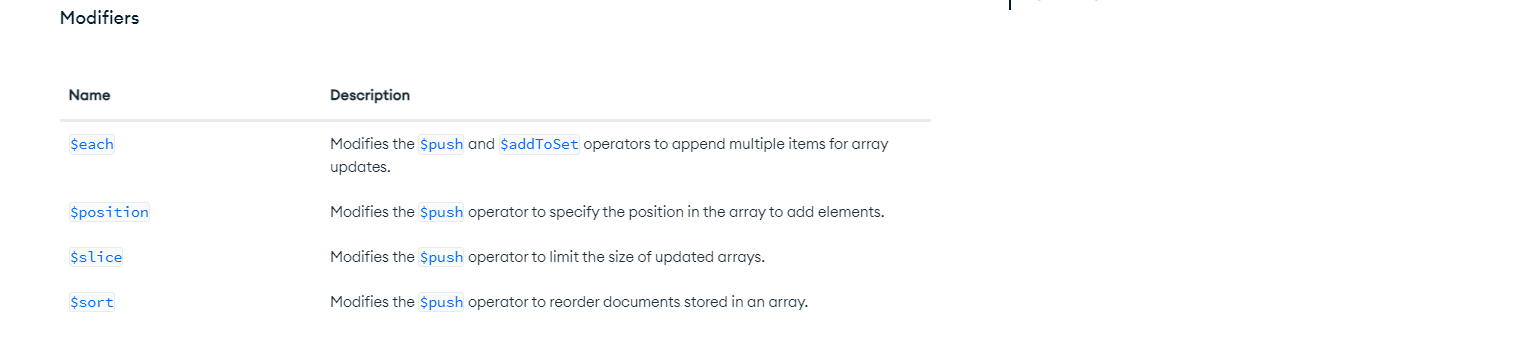 Modifiers
Name Description
$each Modifies the $push and $addToSet operators to append multiple items for array
updates.
$position Modifies the $push operator to specify the position in the array to add elements.
$slice Modifies the $push operator to limit the size of updated arrays.
$sort Modifies the $push operator to reorder documents stored in an array.